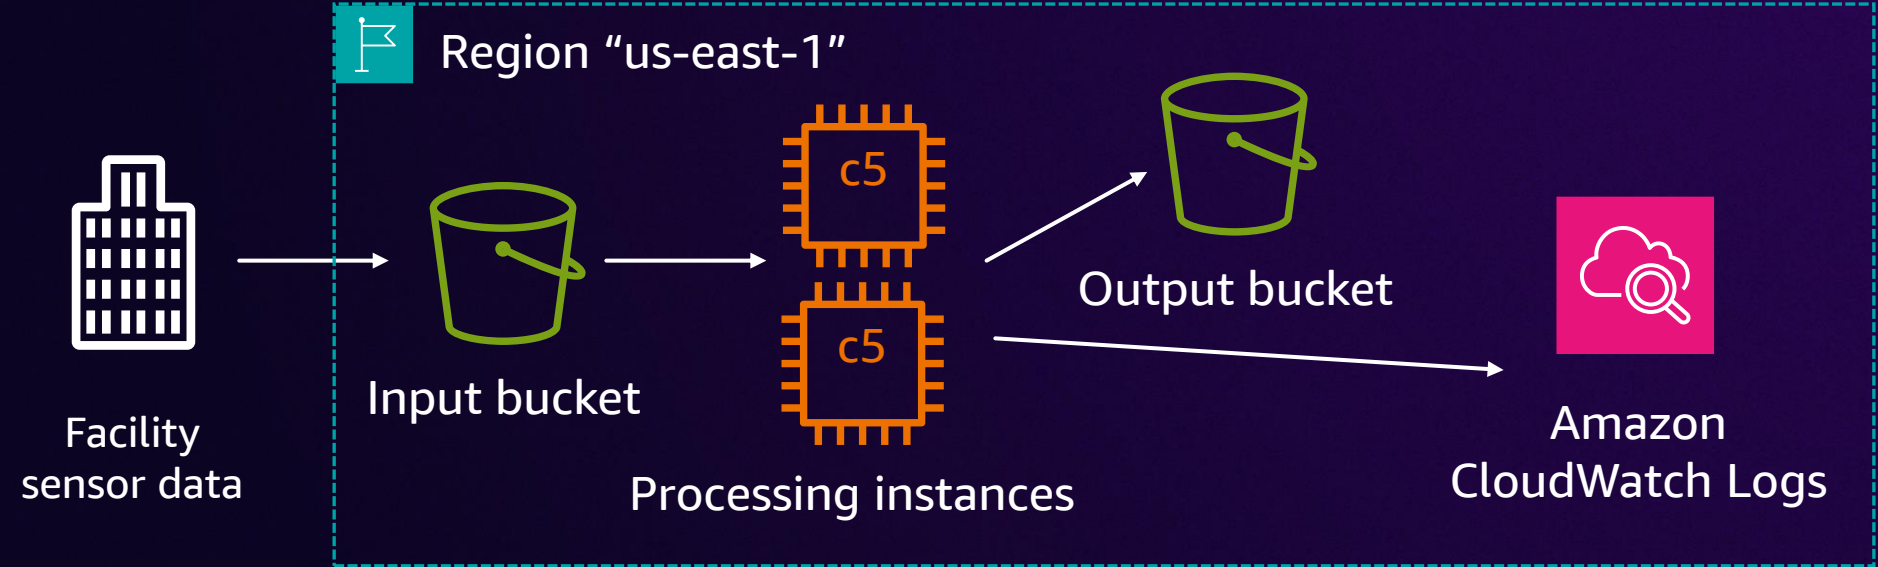 Region “us-east-1”
c5
c5
Facility
sensor data
Input bucket
Processing instances
Output bucket
Amazon
CloudWatch Logs